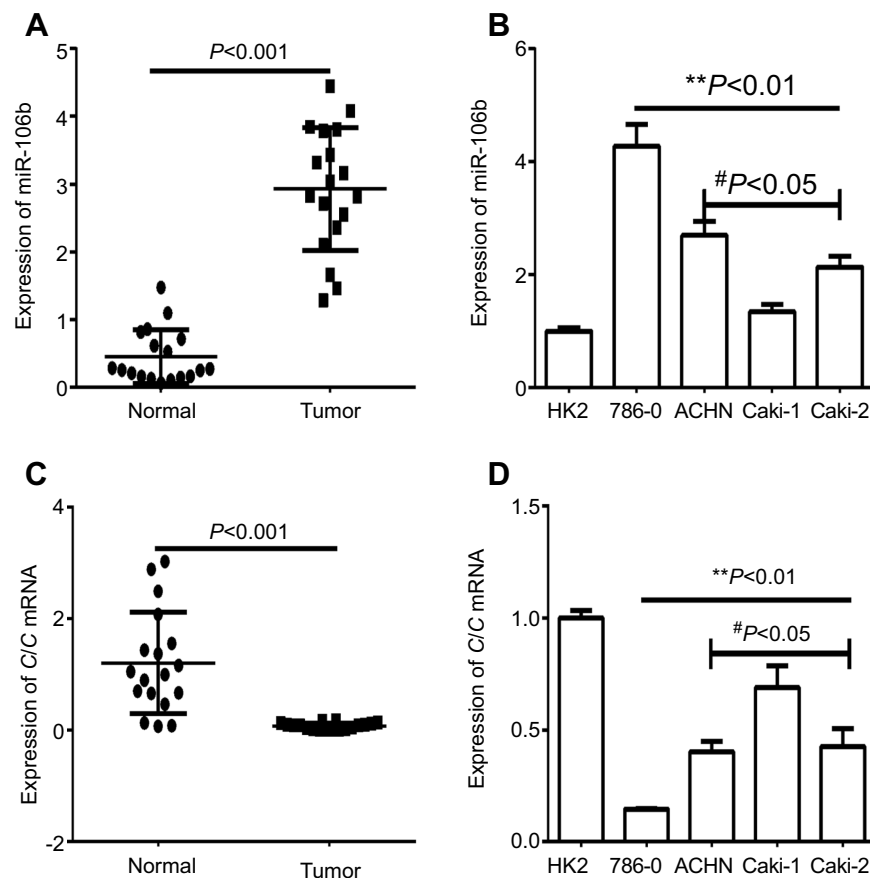 A
P<0.001
Expression of miR-106b
5
4
3
2
1
0
Normal Tumor
B
**P<0.01
#P<0.05
Expression of miR-106b
6
4
2
0
HK2 786-0 ACHN Caki-1 Caki-2
C
P<0.001
Expression of C/C mRNA
4
2
0
-2
Normal Tumor
D
**P<0.01
#P<0.05
Expression of C/C mRNA
1.5
1.0
0.5
0.0
HK2 786-0 ACHN Caki-1 Caki-2